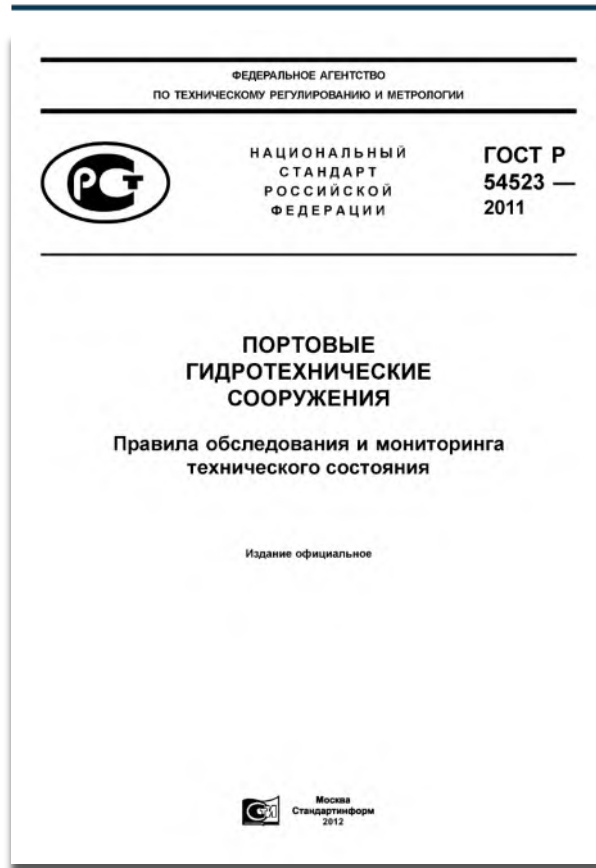 ФЕДЕРАЛЬНОЕ АГЕНТСТВО
ПО ТЕХНИЧЕСКОМУ РЕГУЛИРОВАНИЮ И МЕТРОЛОГИИ
РСТ
НАЦИОНАЛЬНЫЙ
СТАНДАРТ
РОССИЙСКОЙ
ФЕДЕРАЦИИ
ГОСТ Р
54523 —
2011
ПОРТОВЫЕ
ГИДРОТЕХНИЧЕСКИЕ
СООРУЖЕНИЯ
Правила обследования и мониторинга
технического состояния
Издание официальное
Москва
Стандартинформ
2012